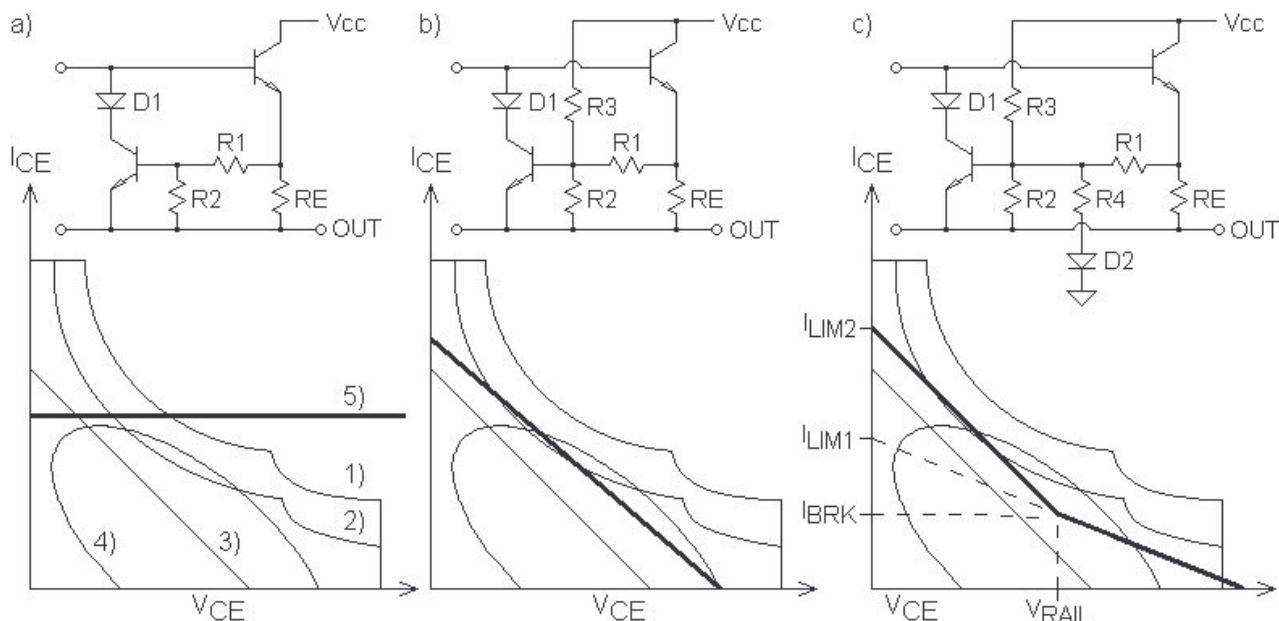 a)
Vcc
D1
R1
R2
RE
OUT
ICE
5)
1)
2)
3)
4)
VCE
b)
Vcc
D1
R3
R1
R2
RE
OUT
ICE
VCE
c)
Vcc
D1
R3
R1
R2
R4
RE
OUT
D2
ICE
ILIM2
ILIM1
IBRK
VCE
VRAIL